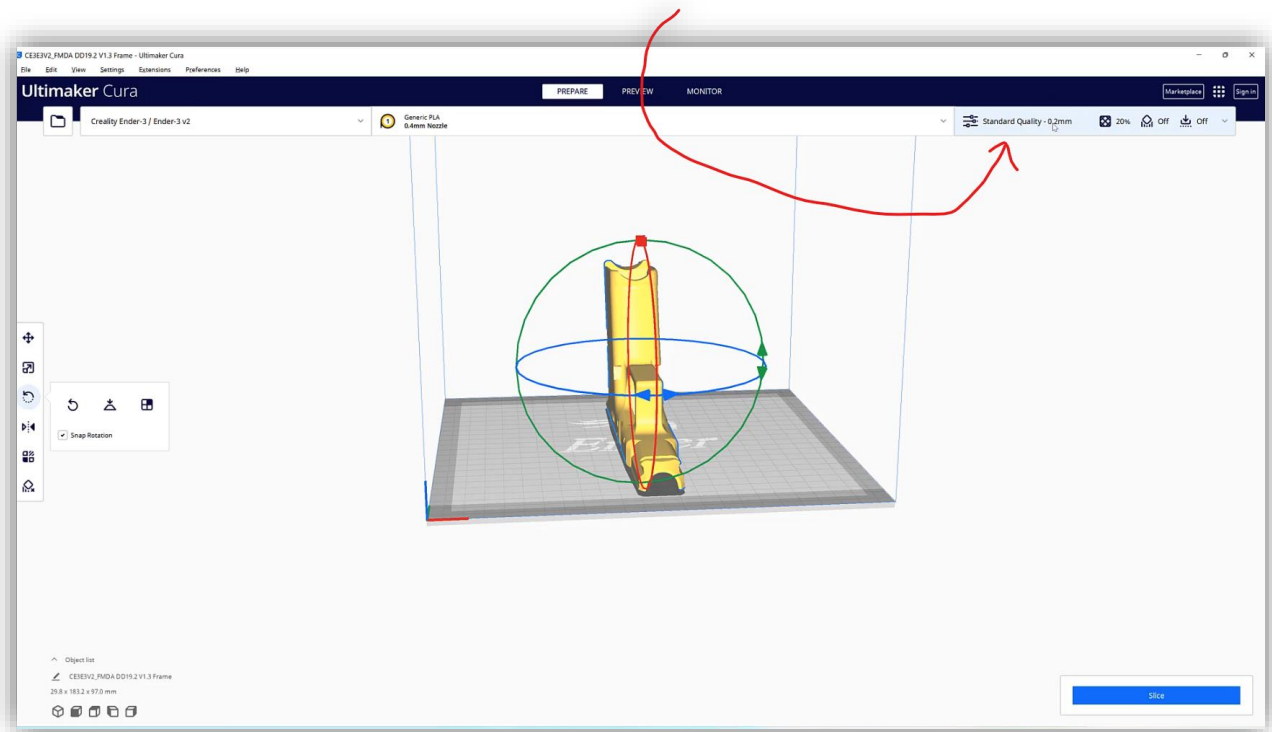 CE3E3V2_FMDA DD19.2 V1.3 Frame - Ultimaker Cura
File Edit View Settings Extensions Preferences Help
Ultimaker Cura PREPARE PREVIEW MONITOR Marketplace Sign in
Creality Ender-3 / Ender-3 v2
Generic PLA
0.4mm Nozzle
Standard Quality - 0.2mm 20% Off Off
Snap Rotation
Ender
Object list
CE3E3V2_FMDA DD19.2 V1.3 Frame
29.8 x 183.2 x 97.0 mm
Slice